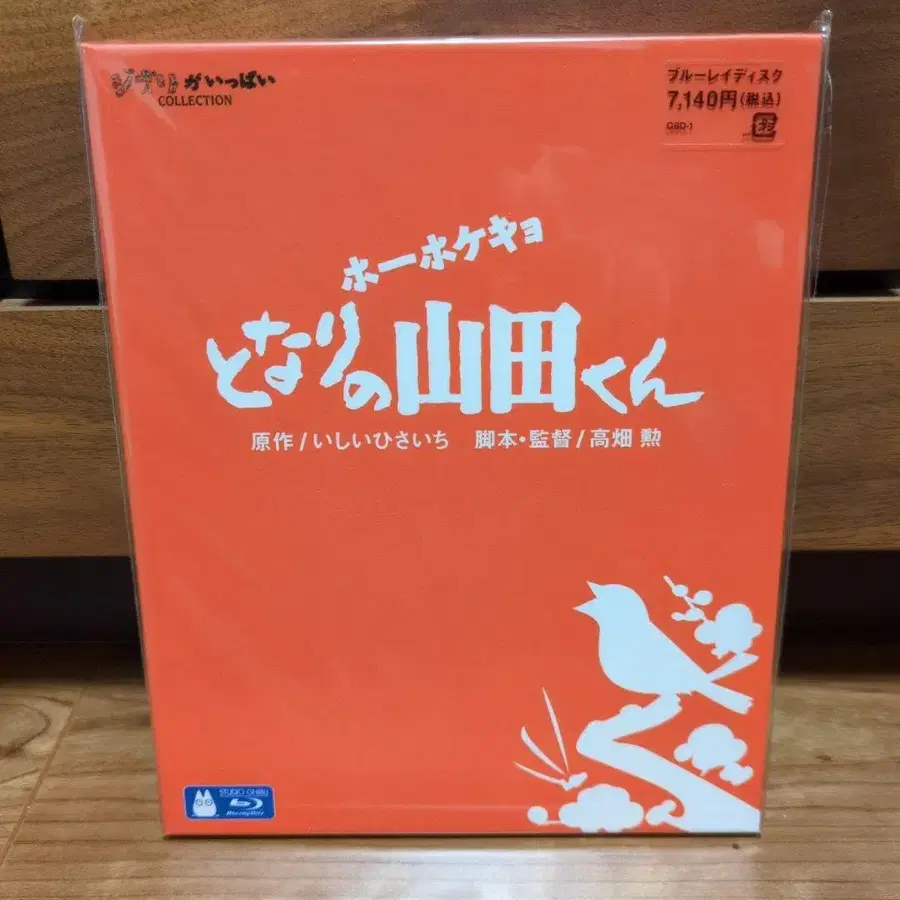 ジブリがいっぱい
COLLECTION
ブルーレイディスク
7,140円(税込)
ホーホケキョ
となりの山田くん
原作/いしいひさいち 脚本・監督/高畑 勲
STUDIO GHIBLI
Blu-ray Disc